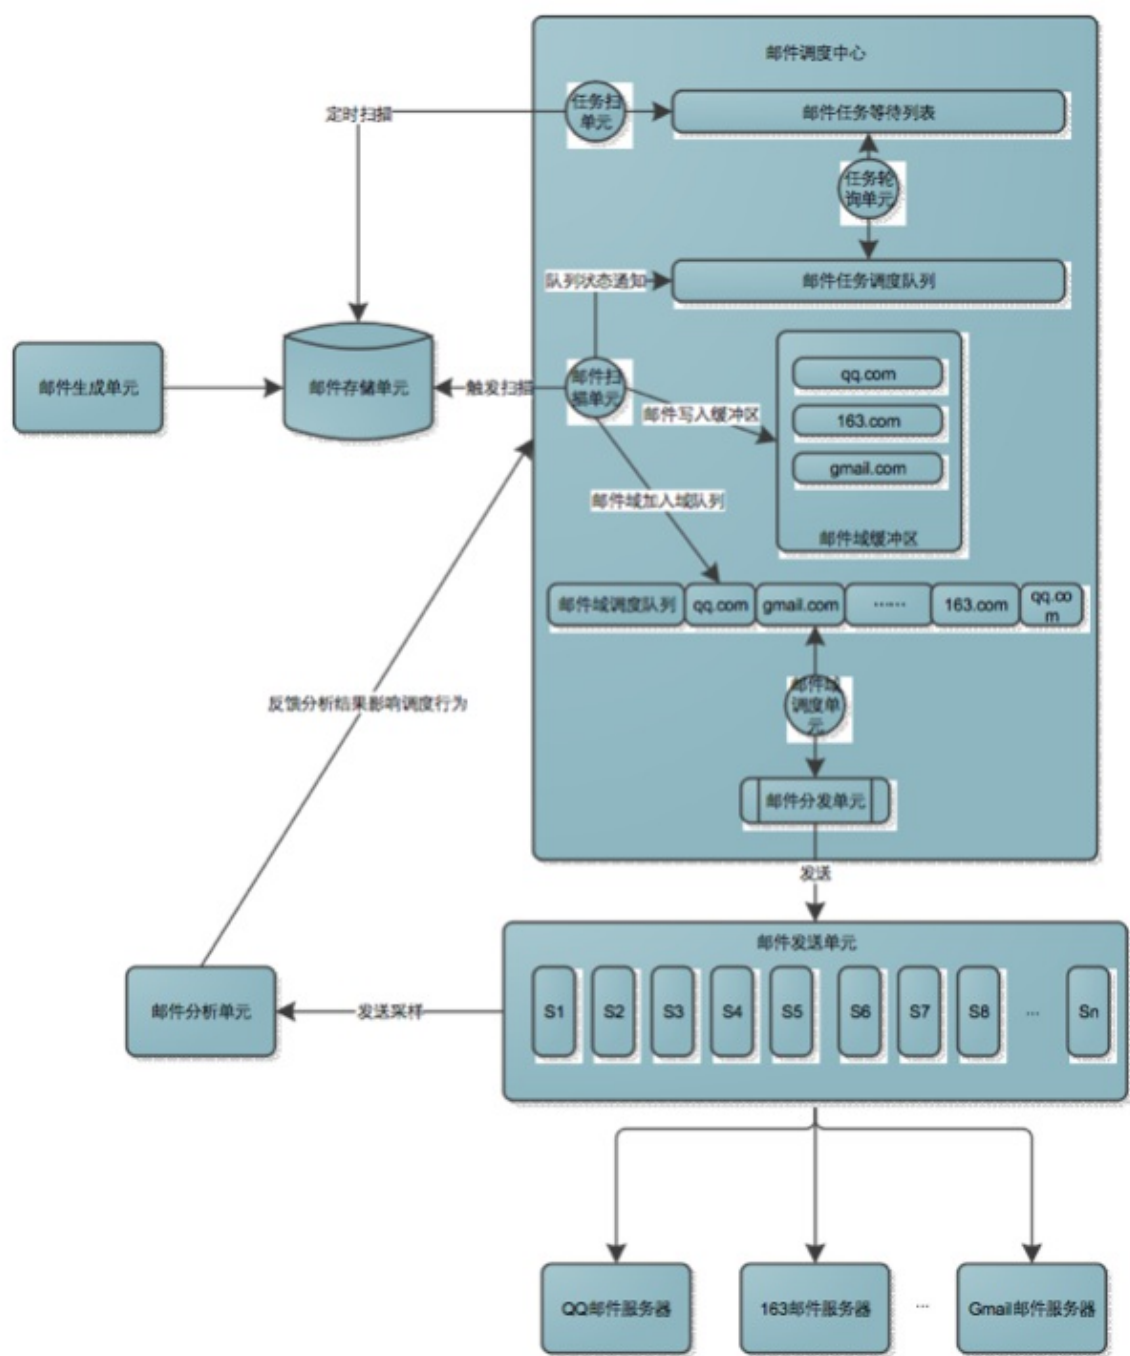 邮件调度中心
定时扫描
任务扫
单元
邮件任务等待列表
任务轮
询单元
队列状态通知
邮件任务调度队列
邮件生成单元
邮件存储单元
触发扫描
邮件扫
描单元
邮件写入缓冲区
qq.com
163.com
gmail.com
邮件域缓冲区
邮件域加入域队列
邮件域调度队列
qq.com
gmail.com
……
163.com
qq.co
m
反馈分析结果影响调度行为
邮件域
调度单
元
邮件分发单元
发送
邮件发送单元
邮件分析单元
发送采样
S1
S2
S3
S4
S5
S6
S7
S8
...
Sn
QQ邮件服务器
163邮件服务器
...
Gmail邮件服务器